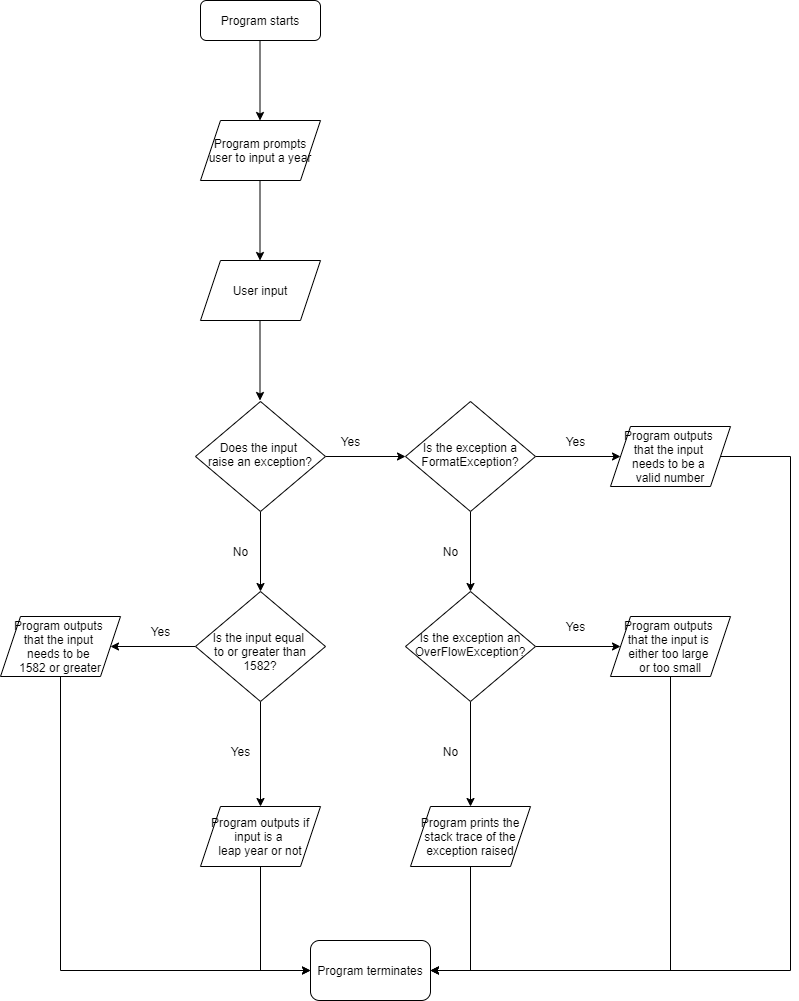 Program starts
Program prompts
user to input a year
User input
Does the input
raise an exception?
Yes
Is the exception a
FormatException?
Yes
Program outputs
that the input
needs to be a
valid number
No
No
Program outputs
that the input
needs to be
1582 or greater
Yes
Is the input equal
to or greater than
1582?
Is the exception an
OverFlowException?
Yes
Program outputs
that the input is
either too large
or too small
Yes
No
Program outputs if
input is a
leap year or not
Program prints the
stack trace of the
exception raised
Program terminates